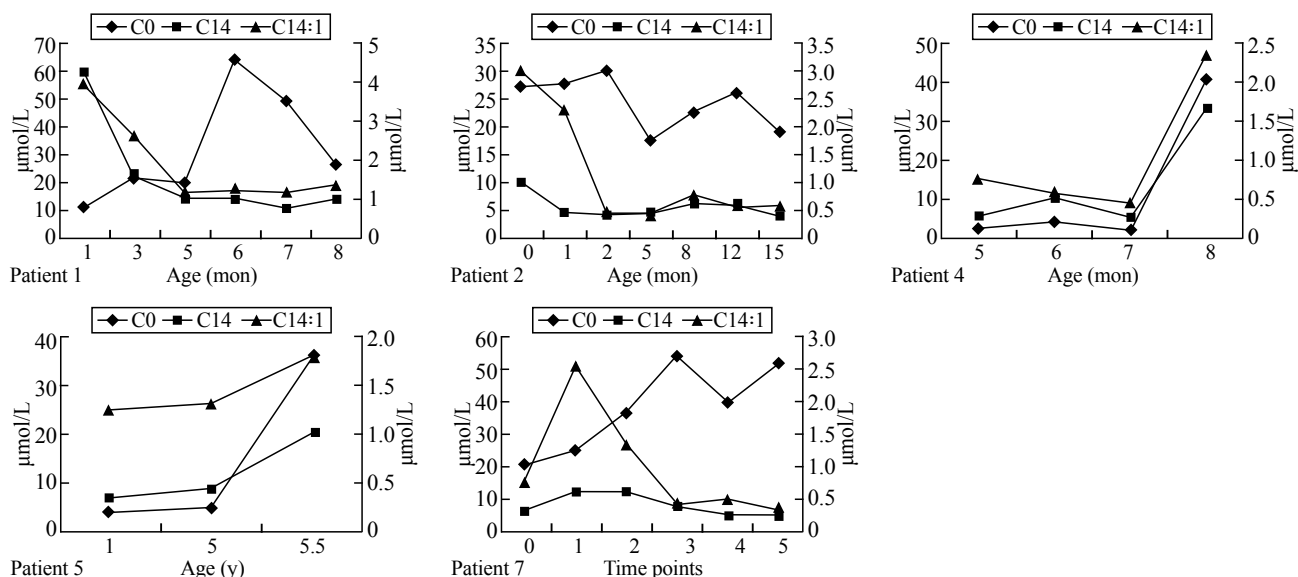 C0 C14 C14:1
70
60
50
40
30
20
10
0
µmol/L
5
4
3
2
1
0
µmol/L
1 3 5 6 7 8
Patient 1 Age (mon)
C0 C14 C14:1
35
30
25
20
15
10
5
0
µmol/L
3.5
3.0
2.5
2.0
1.5
1.0
0.5
0
µmol/L
0 1 2 5 8 12 15
Patient 2 Age (mon)
C0 C14 C14:1
50
40
30
20
10
0
µmol/L
2.5
2.0
1.5
1.0
0.5
0
µmol/L
5 6 7 8
Patient 4 Age (mon)
C0 C14 C14:1
40
30
20
10
0
µmol/L
2.0
1.5
1.0
0.5
0
µmol/L
1 5 5.5
Patient 5 Age (y)
C0 C14 C14:1
60
50
40
30
20
10
0
µmol/L
3.0
2.5
2.0
1.5
1.0
0.5
0
µmol/L
0 1 2 3 4 5
Patient 7 Time points